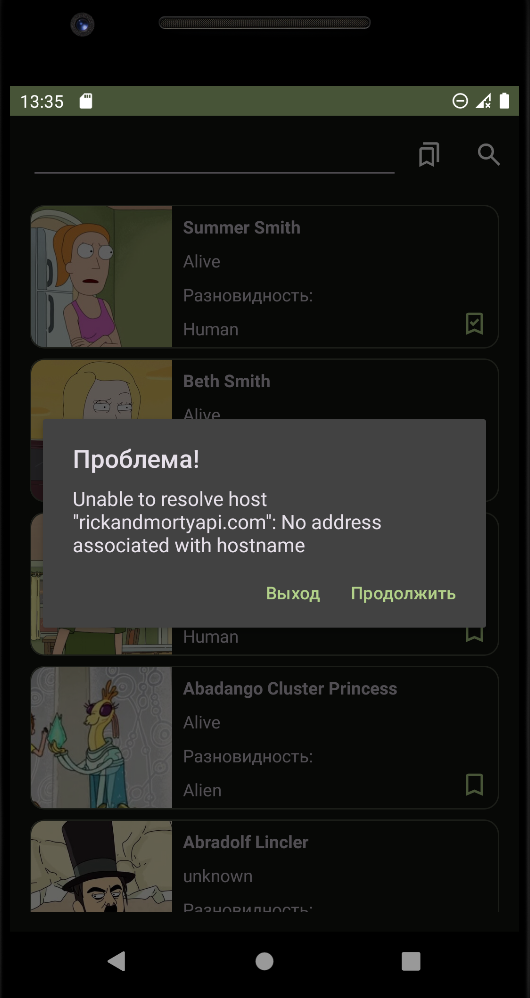 13:35
Summer Smith
Alive
Разновидность:
Human
Beth Smith
Alive
Проблема!
Unable to resolve host
"rickandmortyapi.com": No address
associated with hostname
Выход Продолжить
Human
Abadango Cluster Princess
Alive
Разновидность:
Alien
Abradolf Lincler
unknown
Разновидность: